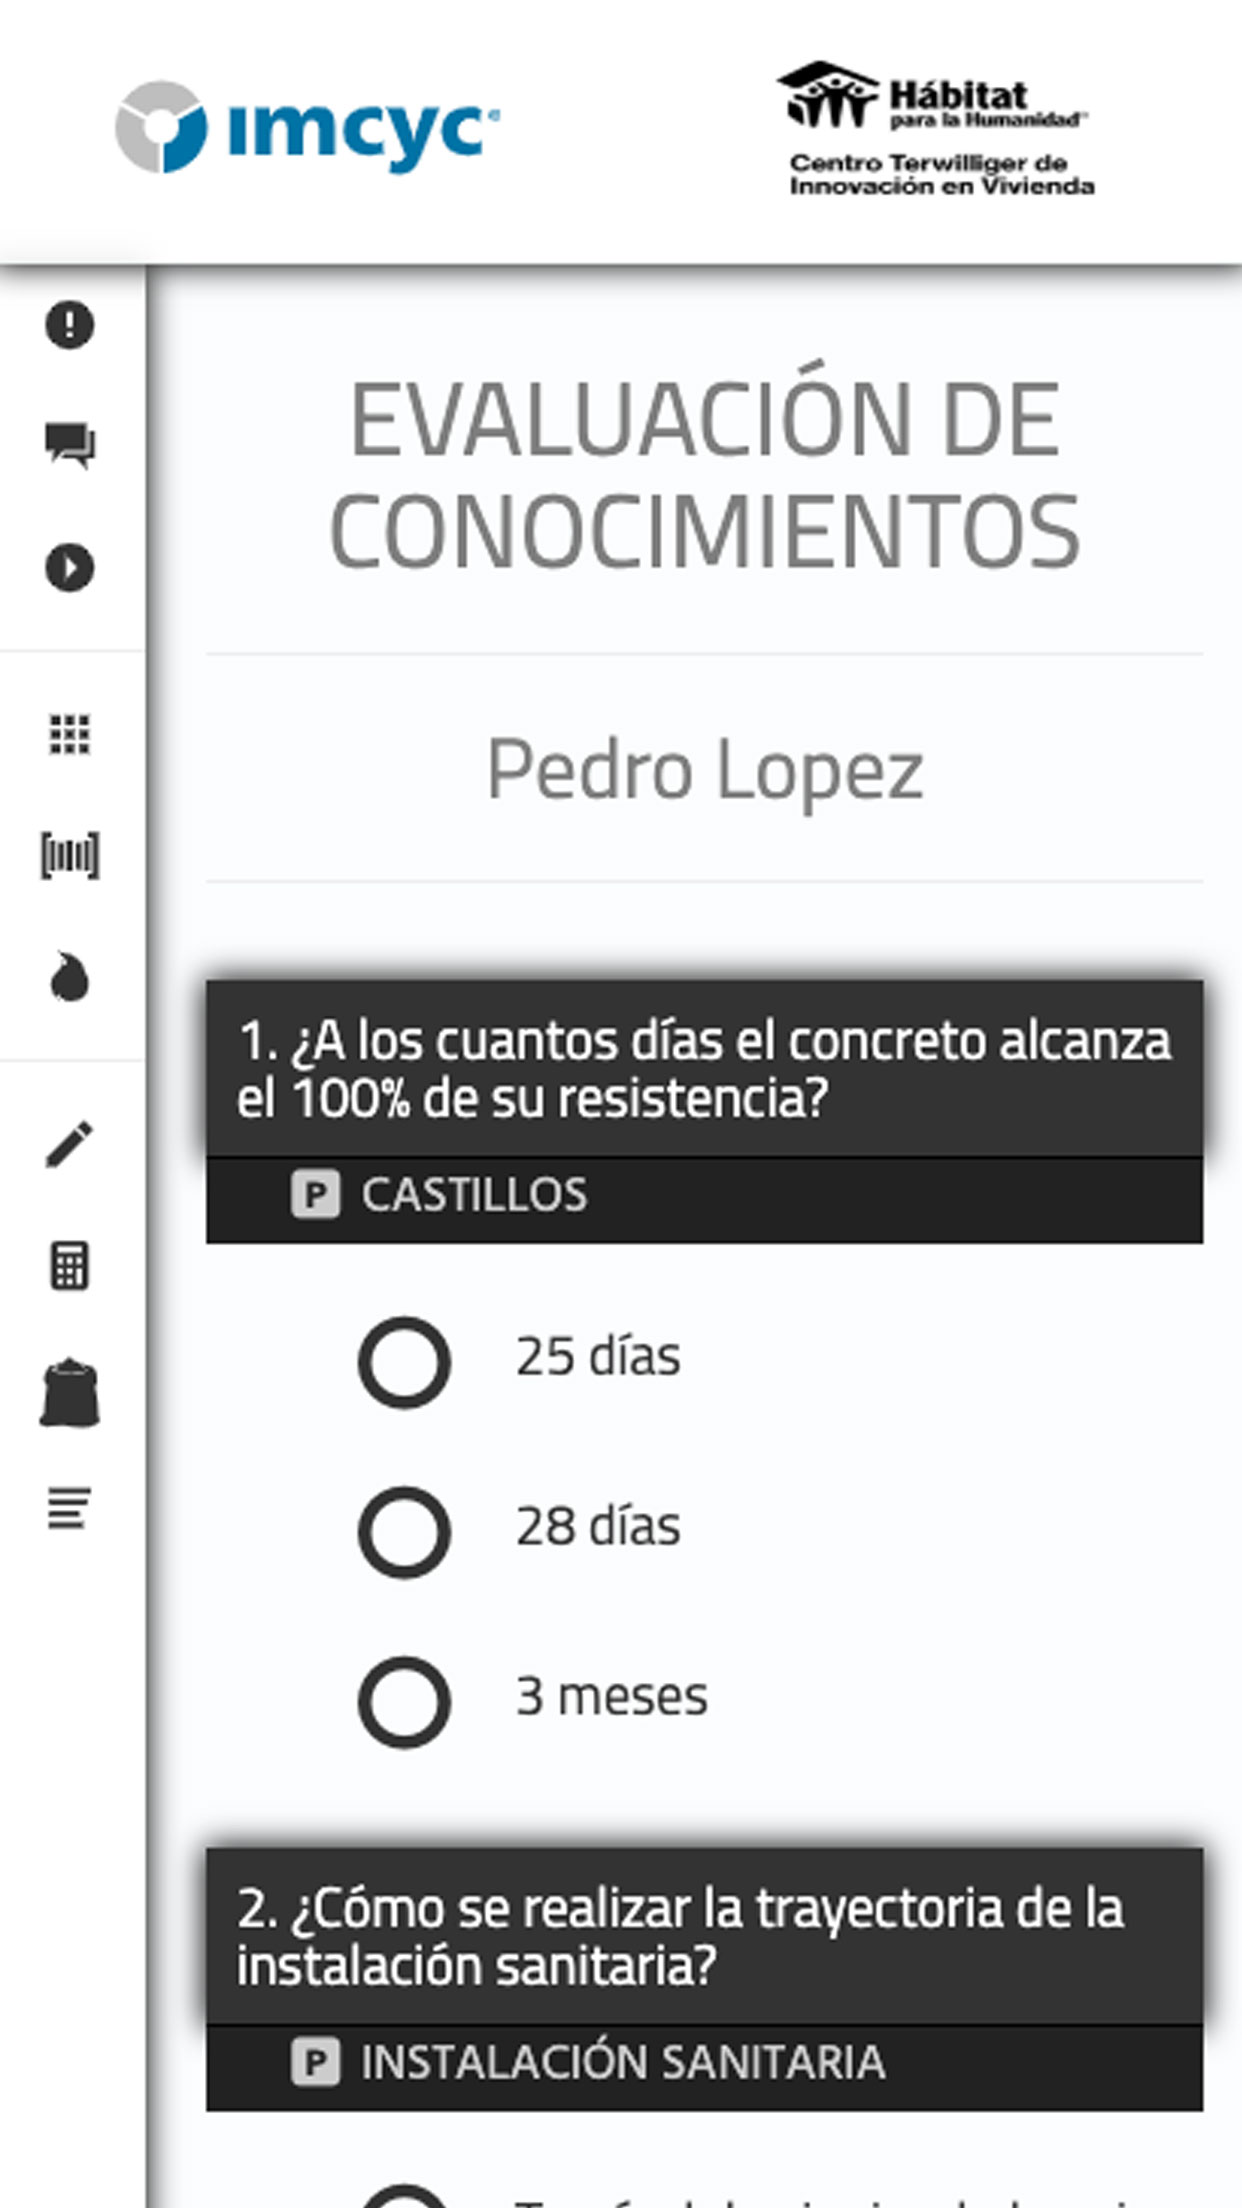 imcyc
Hábitat
para la Humanidad
Centro Terwilliger de
Innovación en Vivienda
EVALUACIÓN DE
CONOCIMIENTOS
Pedro Lopez
1. ¿A los cuantos días el concreto alcanza
el 100% de su resistencia?
P CASTILLOS
25 días
28 días
3 meses
2. ¿Cómo se realizar la trayectoria de la
instalación sanitaria?
P INSTALACIÓN SANITARIA